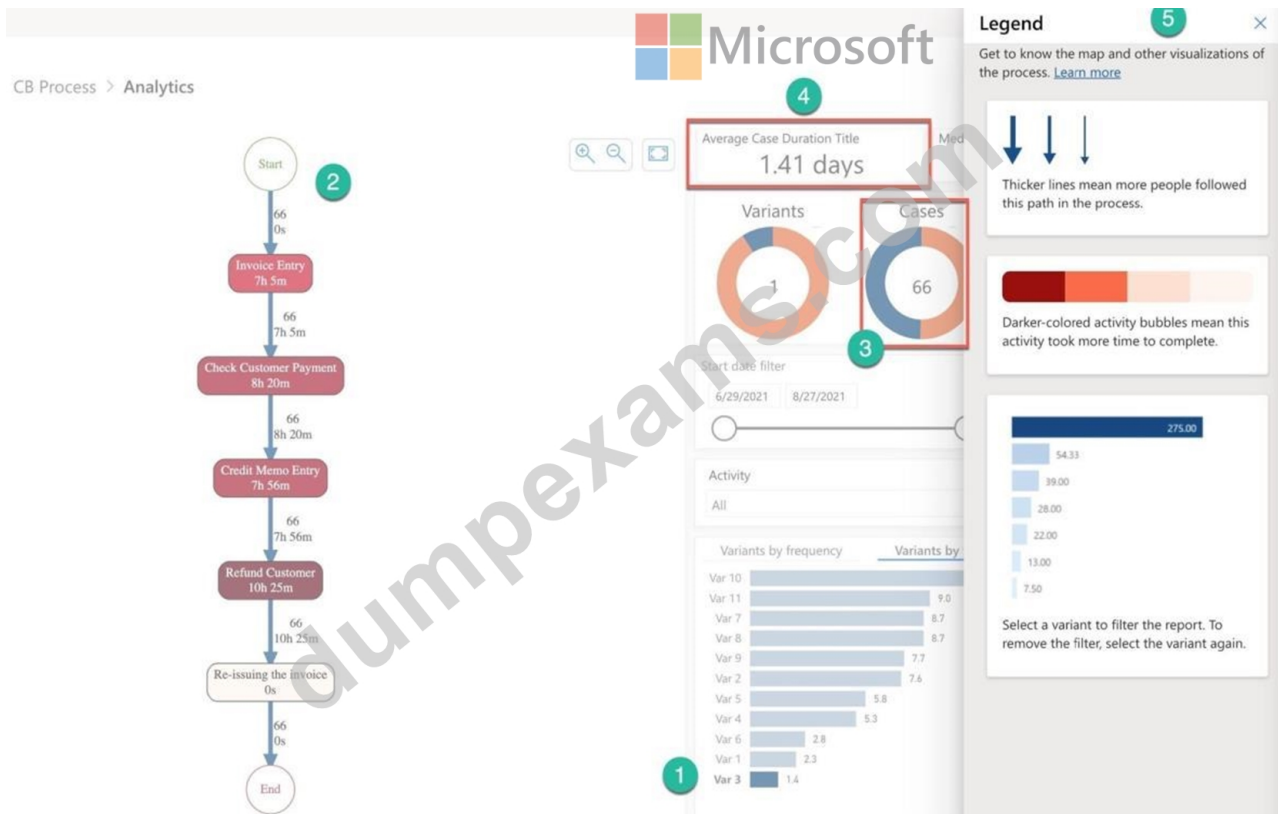 Microsoft
CB Process > Analytics
Start
2
66
0s
Invoice Entry
7h 5m
66
7h 5m
Check Customer Payment
8h 20m
66
8h 20m
Credit Memo Entry
7h 56m
66
7h 56m
Refund Customer
10h 25m
66
10h 25m
Re-issuing the invoice
0s
66
0s
End
4
Average Case Duration Title
1.41 days
Med
Variants
1
Cases
66
3
Start date filter
6/29/2021 8/27/2021
Activity
All
Variants by frequency Variants by
Var 10
Var 11 9.0
Var 7 8.7
Var 8 8.7
Var 9 7.7
Var 2 7.6
Var 5 5.8
Var 4 5.3
Var 6 2.8
Var 1 2.3
1 Var 3 1.4
Legend 5
Get to know the map and other visualizations of
the process. Learn more
Thicker lines mean more people followed
this path in the process.
Darker-colored activity bubbles mean this
activity took more time to complete.
275.00
54.33
39.00
28.00
22.00
13.00
7.50
Select a variant to filter the report. To
remove the filter, select the variant again.
dumpexams.com